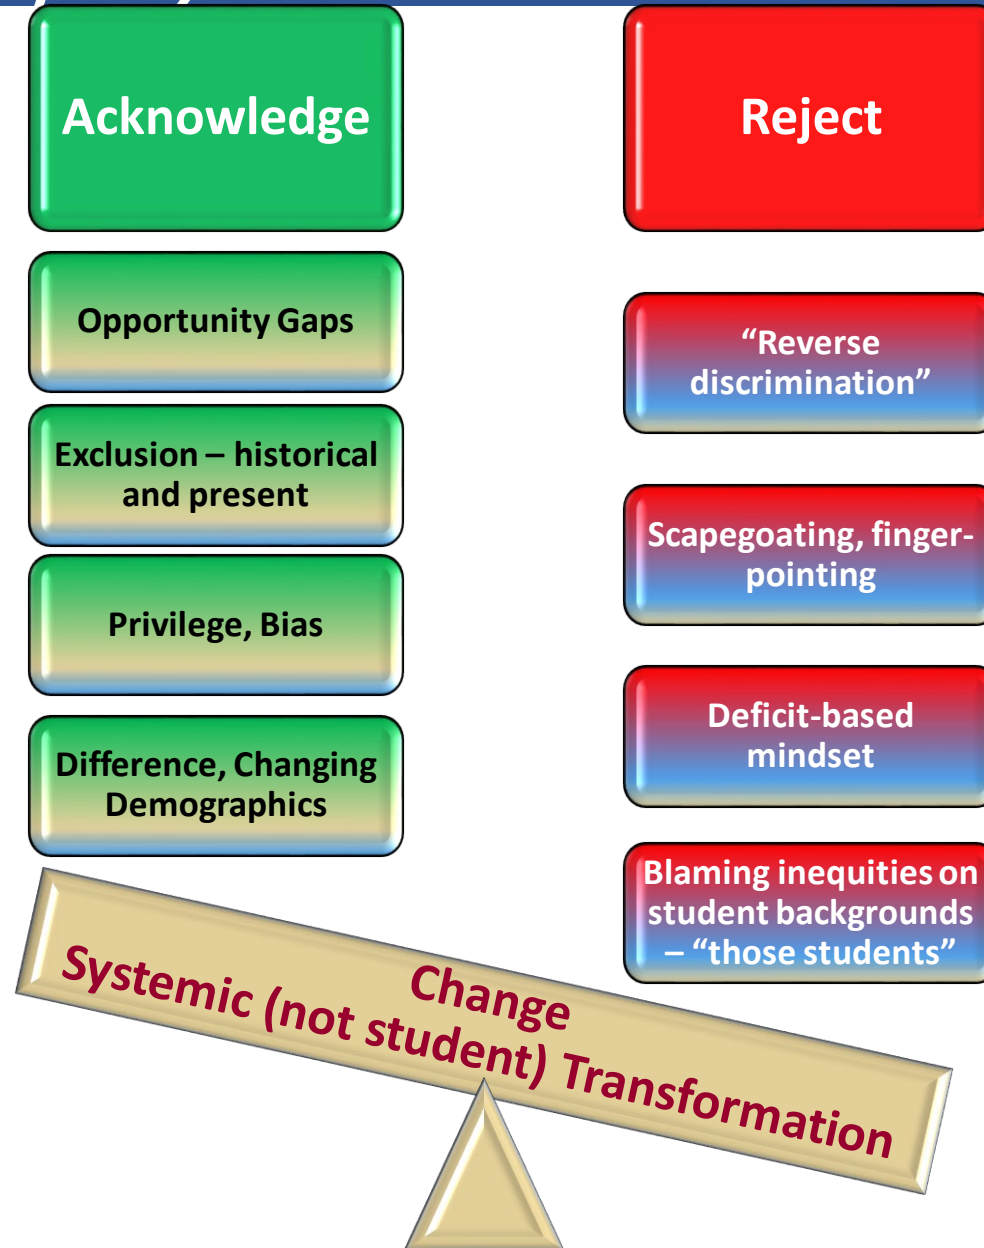 Acknowledge
Opportunity Gaps
Exclusion – historical
and present
Privilege, Bias
Difference, Changing
Demographics
Reject
“Reverse
discrimination”
Scapegoating, finger-
pointing
Deficit-based
mindset
Blaming inequities on
student backgrounds
– “those students”
Change
Systemic (not student) Transformation